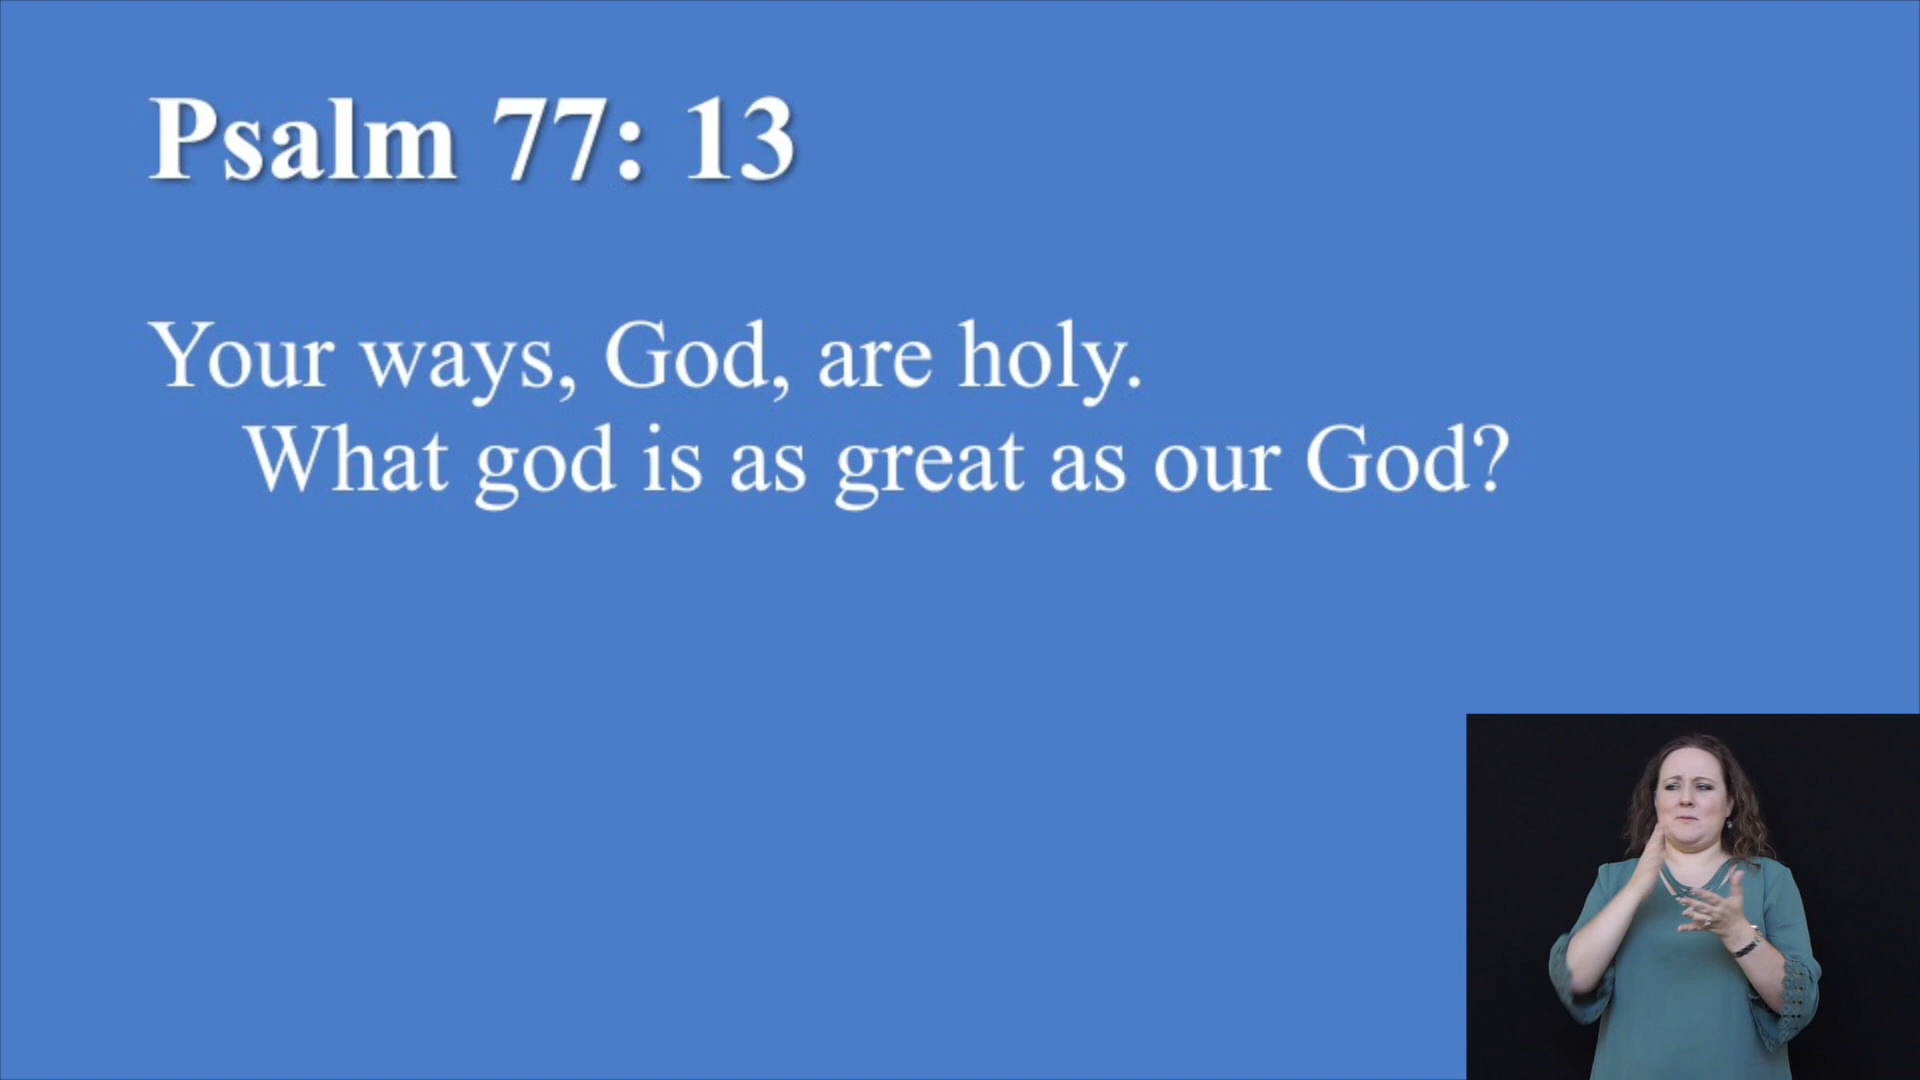 Psalm 77: 13
Your ways, God, are holy.
What god is as great as our God?